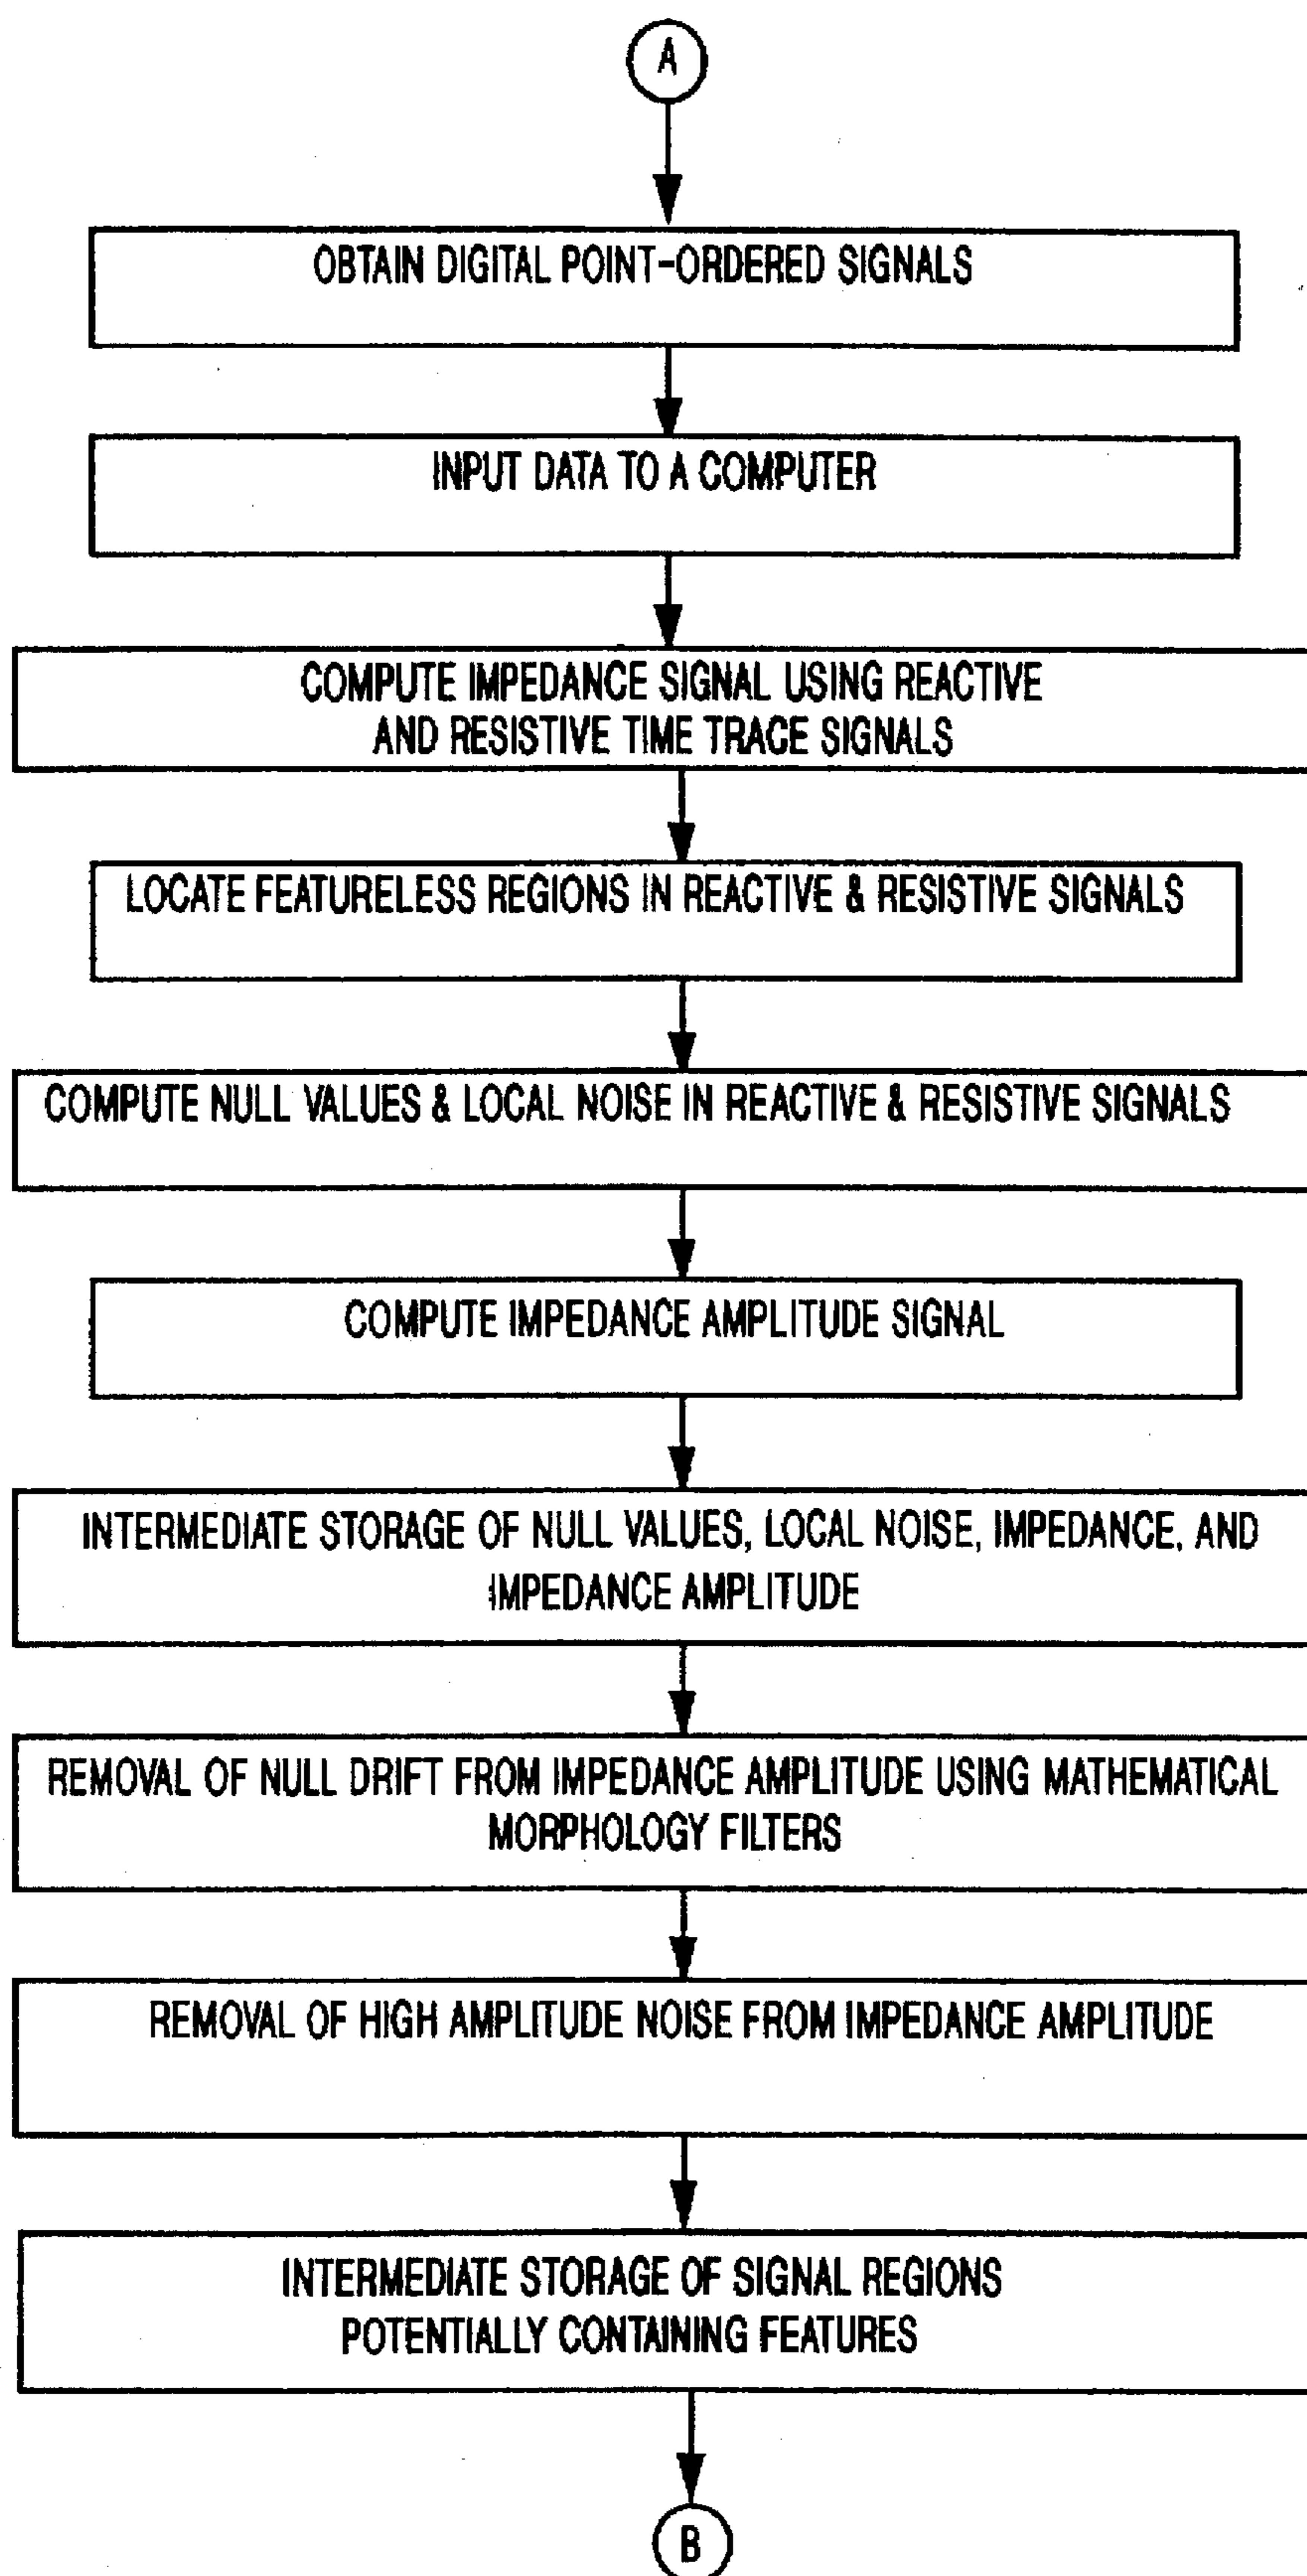 A
OBTAIN DIGITAL POINT-ORDERED SIGNALS
INPUT DATA TO A COMPUTER
COMPUTE IMPEDANCE SIGNAL USING REACTIVE
AND RESISTIVE TIME TRACE SIGNALS
LOCATE FEATURELESS REGIONS IN REACTIVE & RESISTIVE SIGNALS
COMPUTE NULL VALUES & LOCAL NOISE IN REACTIVE & RESISTIVE SIGNALS
COMPUTE IMPEDANCE AMPLITUDE SIGNAL
INTERMEDIATE STORAGE OF NULL VALUES, LOCAL NOISE, IMPEDANCE, AND
IMPEDANCE AMPLITUDE
REMOVAL OF NULL DRIFT FROM IMPEDANCE AMPLITUDE USING MATHEMATICAL
MORPHOLOGY FILTERS
REMOVAL OF HIGH AMPLITUDE NOISE FROM IMPEDANCE AMPLITUDE
INTERMEDIATE STORAGE OF SIGNAL REGIONS
POTENTIALLY CONTAINING FEATURES
B